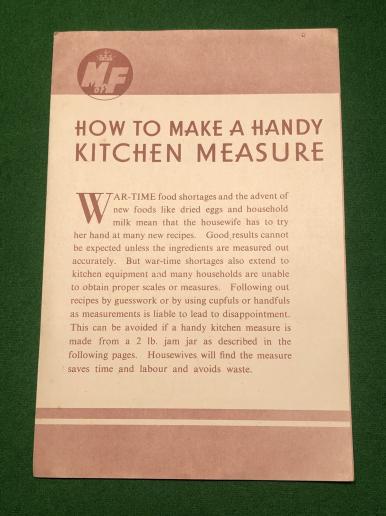 M of F
HOW TO MAKE A HANDY
KITCHEN MEASURE
WAR-TIME food shortages and the advent of
new foods like dried eggs and household
milk mean that the housewife has to try
her hand at many new recipes. Good results cannot
be expected unless the ingredients are measured out
accurately. But war-time shortages also extend to
kitchen equipment and many households are unable
to obtain proper scales or measures. Following out
recipes by guesswork or by using cupfuls or handfuls
as measurements is liable to lead to disappointment.
This can be avoided if a handy kitchen measure is
made from a 2 lb. jam jar as described in the
following pages. Housewives will find the measure
saves time and labour and avoids waste.